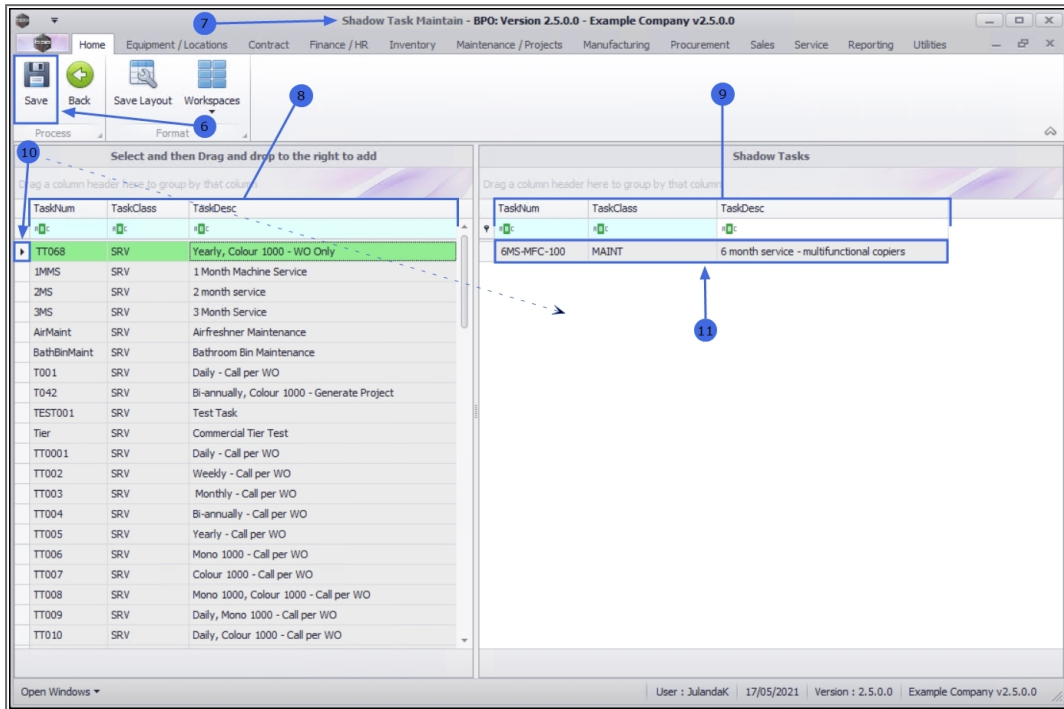 7
Shadow Task Maintain - BPO: Version 2.5.0.0 - Example Company v2.5.0.0
Home Equipment / Locations Contract Finance / HR Inventory Maintenance / Projects Manufacturing Procurement Sales Service Reporting Utilities
Save Back Save Layout Workspaces
8 9
6
Process Format
10
Select and then Drag and drop to the right to add Shadow Tasks
Drag a column header here to group by that column Drag a column header here to group by that column
TaskNum TaskClass TaskDesc TaskNum TaskClass TaskDesc
TT068 SRV Yearly, Colour 1000 - WO Only 6MS-MFC-100 MAINT 6 month service - multifunctional copiers
1MMS SRV 1 Month Machine Service
2MS SRV 2 month service
3MS SRV 3 Month Service
AirMaint SRV Airfreshner Maintenance
11
BathBinMaint SRV Bathroom Bin Maintenance
T001 SRV Daily - Call per WO
T042 SRV Bi-annually, Colour 1000 - Generate Project
TEST001 SRV Test Task
Tier SRV Commercial Tier Test
TT0001 SRV Daily - Call per WO
TT002 SRV Weekly - Call per WO
TT003 SRV Monthly - Call per WO
TT004 SRV Bi-annually - Call per WO
TT005 SRV Yearly - Call per WO
TT006 SRV Mono 1000 - Call per WO
TT007 SRV Colour 1000 - Call per WO
TT008 SRV Mono 1000, Colour 1000 - Call per WO
TT009 SRV Daily, Mono 1000 - Call per WO
TT010 SRV Daily, Colour 1000 - Call per WO
Open Windows User : JulandaK 17/05/2021 Version : 2.5.0.0 Example Company v2.5.0.0